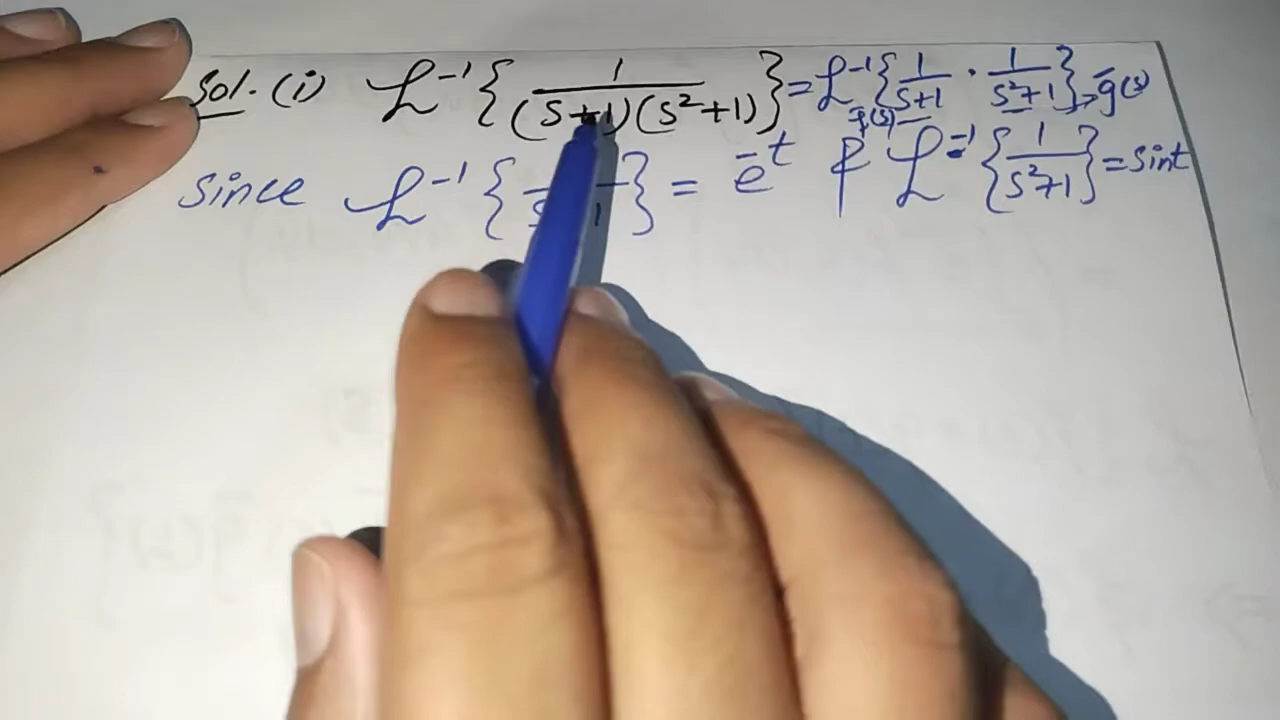 Sol. (i) ℒ⁻¹{1/((s+1)(s²+1))} = ℒ⁻¹{1/(s+1) · 1/(s²+1)} → ḡ(s)
f̄(s)
since ℒ⁻¹{ 1 } = e⁻ᵗ & ℒ⁻¹{1/(s²+1)} = sint